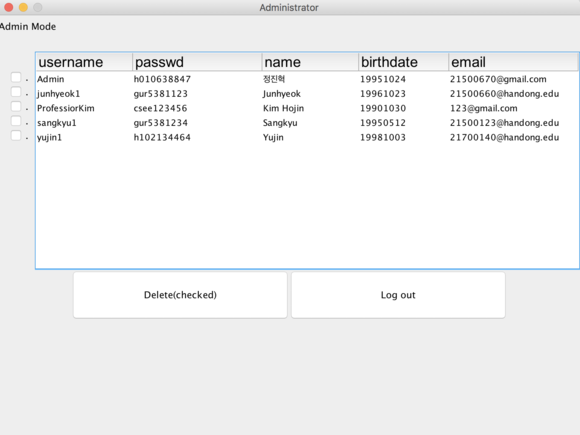 Administrator
Admin Mode
username passwd name birthdate email
. Admin h010638847 정진혁 19951024 21500670@gmail.com
. junhyeok1 gur5381123 Junhyeok 19961023 21500660@handong.edu
. ProfessiorKim csee123456 Kim Hojin 19901030 123@gmail.com
. sangkyu1 gur5381234 Sangkyu 19950512 21500123@handong.edu
. yujin1 h102134464 Yujin 19981003 21700140@handong.edu
Delete(checked) Log out